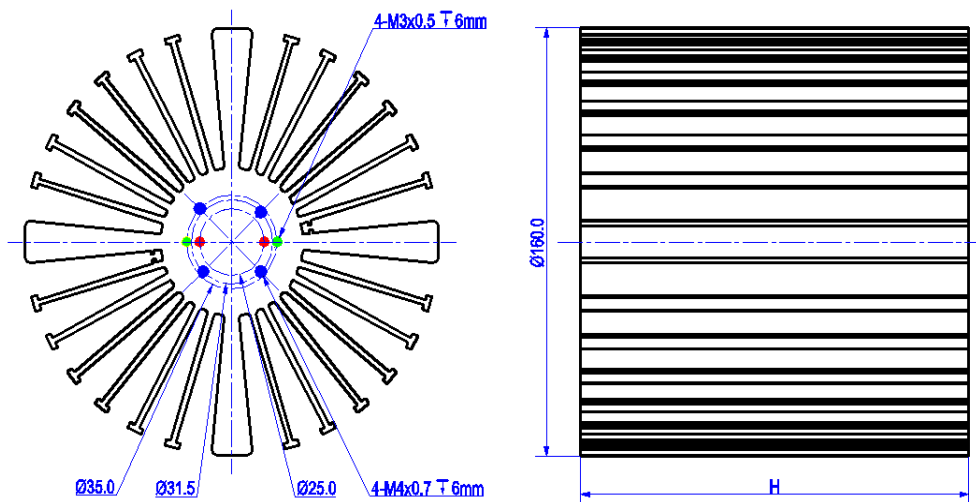 4-M3x0.5 ↧ 6mm
Ø160.0
Ø35.0
Ø31.5
Ø25.0
4-M4x0.7 ↧ 6mm
H